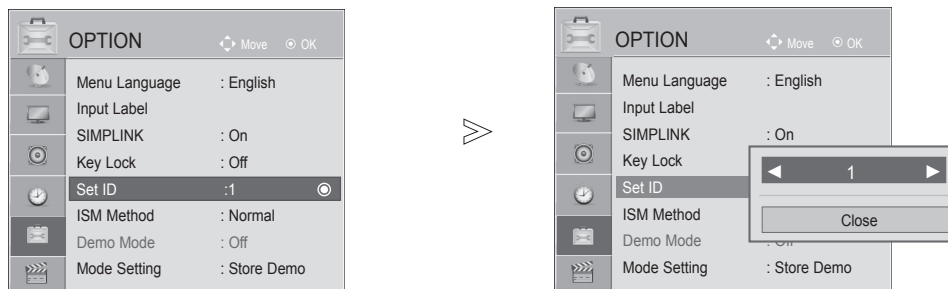 OPTION Move OK
Menu Language : English
Input Label
SIMPLINK : On
Key Lock : Off
Set ID :1
ISM Method : Normal
Demo Mode : Off
Mode Setting : Store Demo
OPTION Move OK
Menu Language : English
Input Label
SIMPLINK : On
Key Lock
Set ID
ISM Method
Demo Mode
Mode Setting : Store Demo
◄ 1 ►
Close